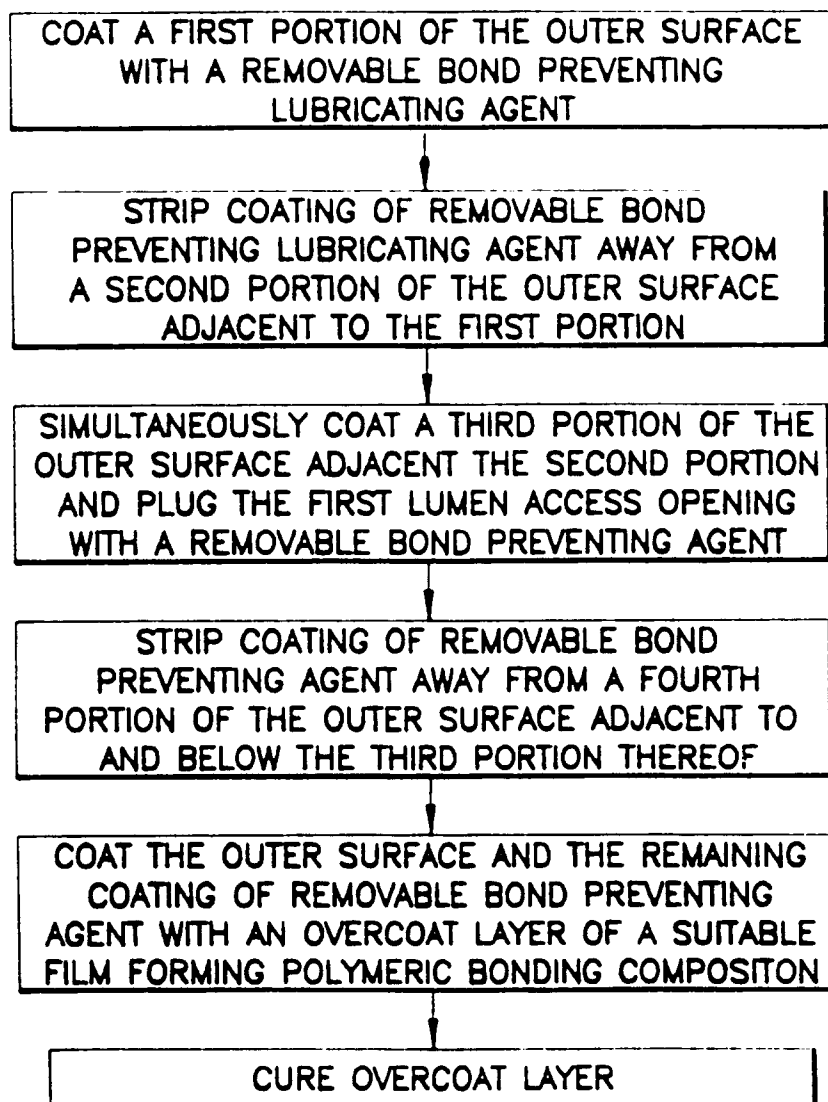 COAT A FIRST PORTION OF THE OUTER SURFACE
WITH A REMOVABLE BOND PREVENTING
LUBRICATING AGENT
STRIP COATING OF REMOVABLE BOND
PREVENTING LUBRICATING AGENT AWAY FROM
A SECOND PORTION OF THE OUTER SURFACE
ADJACENT TO THE FIRST PORTION
SIMULTANEOUSLY COAT A THIRD PORTION OF THE
OUTER SURFACE ADJACENT THE SECOND PORTION
AND PLUG THE FIRST LUMEN ACCESS OPENING
WITH A REMOVABLE BOND PREVENTING AGENT
STRIP COATING OF REMOVABLE BOND
PREVENTING AGENT AWAY FROM A FOURTH
PORTION OF THE OUTER SURFACE ADJACENT TO
AND BELOW THE THIRD PORTION THEREOF
COAT THE OUTER SURFACE AND THE REMAINING
COATING OF REMOVABLE BOND PREVENTING
AGENT WITH AN OVERCOAT LAYER OF A SUITABLE
FILM FORMING POLYMERIC BONDING COMPOSITON
CURE OVERCOAT LAYER